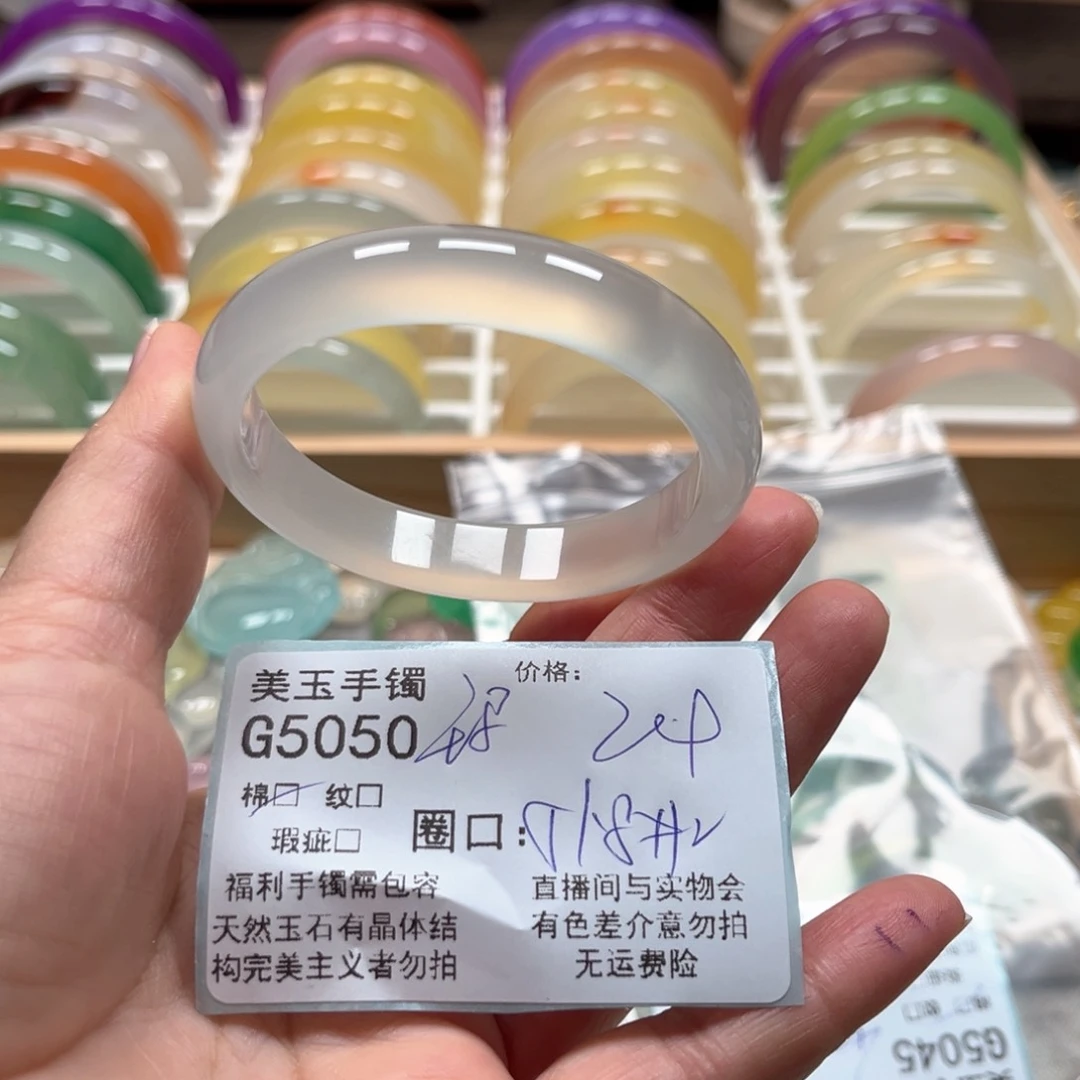 美玉手镯
价格：
G5050
24
棉□ 纹□
瑕疵□
圈口：
福利手镯需包容
天然玉石有晶体结
构完美主义者勿拍
直播间与实物会
有色差介意勿拍
无运费险
G5045